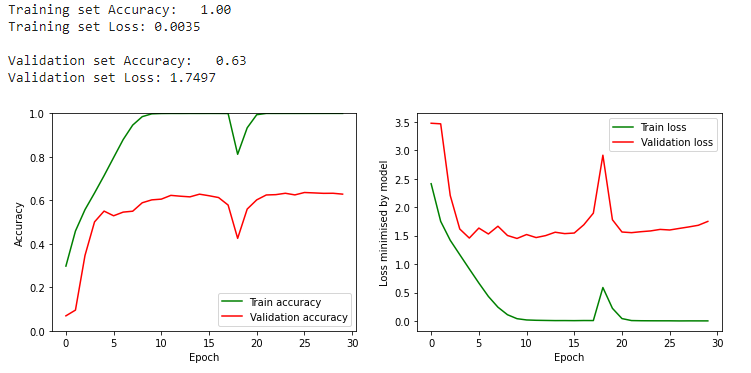 Training set Accuracy:   1.00
Training set Loss: 0.0035
Validation set Accuracy:   0.63
Validation set Loss: 1.7497
1.0
0.8
0.6
0.4
0.2
0.0
Accuracy
Train accuracy
Validation accuracy
0 5 10 15 20 25 30
Epoch
3.5
3.0
2.5
2.0
1.5
1.0
0.5
0.0
Loss minimised by model
Train loss
Validation loss
0 5 10 15 20 25 30
Epoch